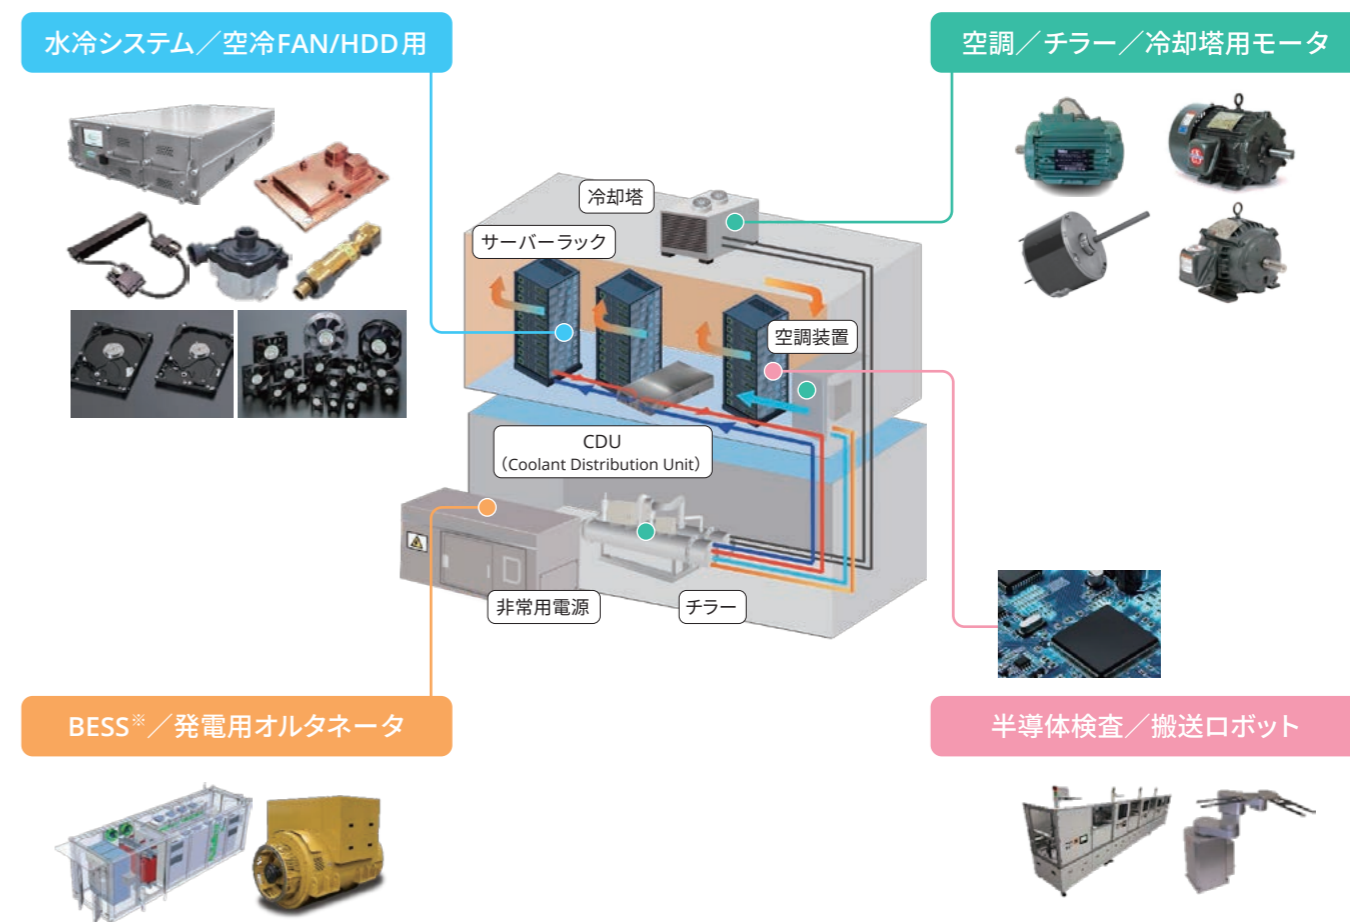 水冷システム／空冷FAN/HDD用
空調／チラー／冷却塔用モータ
冷却塔
サーバーラック
空調装置
CDU
（Coolant Distribution Unit）
非常用電源
チラー
BESS※／発電用オルタネータ
半導体検査／搬送ロボット